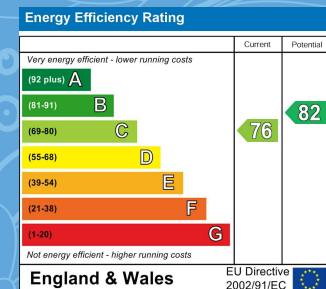 Energy Efficiency Rating
Current Potential
Very energy efficient - lower running costs
(92 plus) A
(81-91) B
82
(69-80) C
76
(55-68) D
(39-54) E
(21-38) F
(1-20) G
Not energy efficient - higher running costs
England & Wales
EU Directive
2002/91/EC